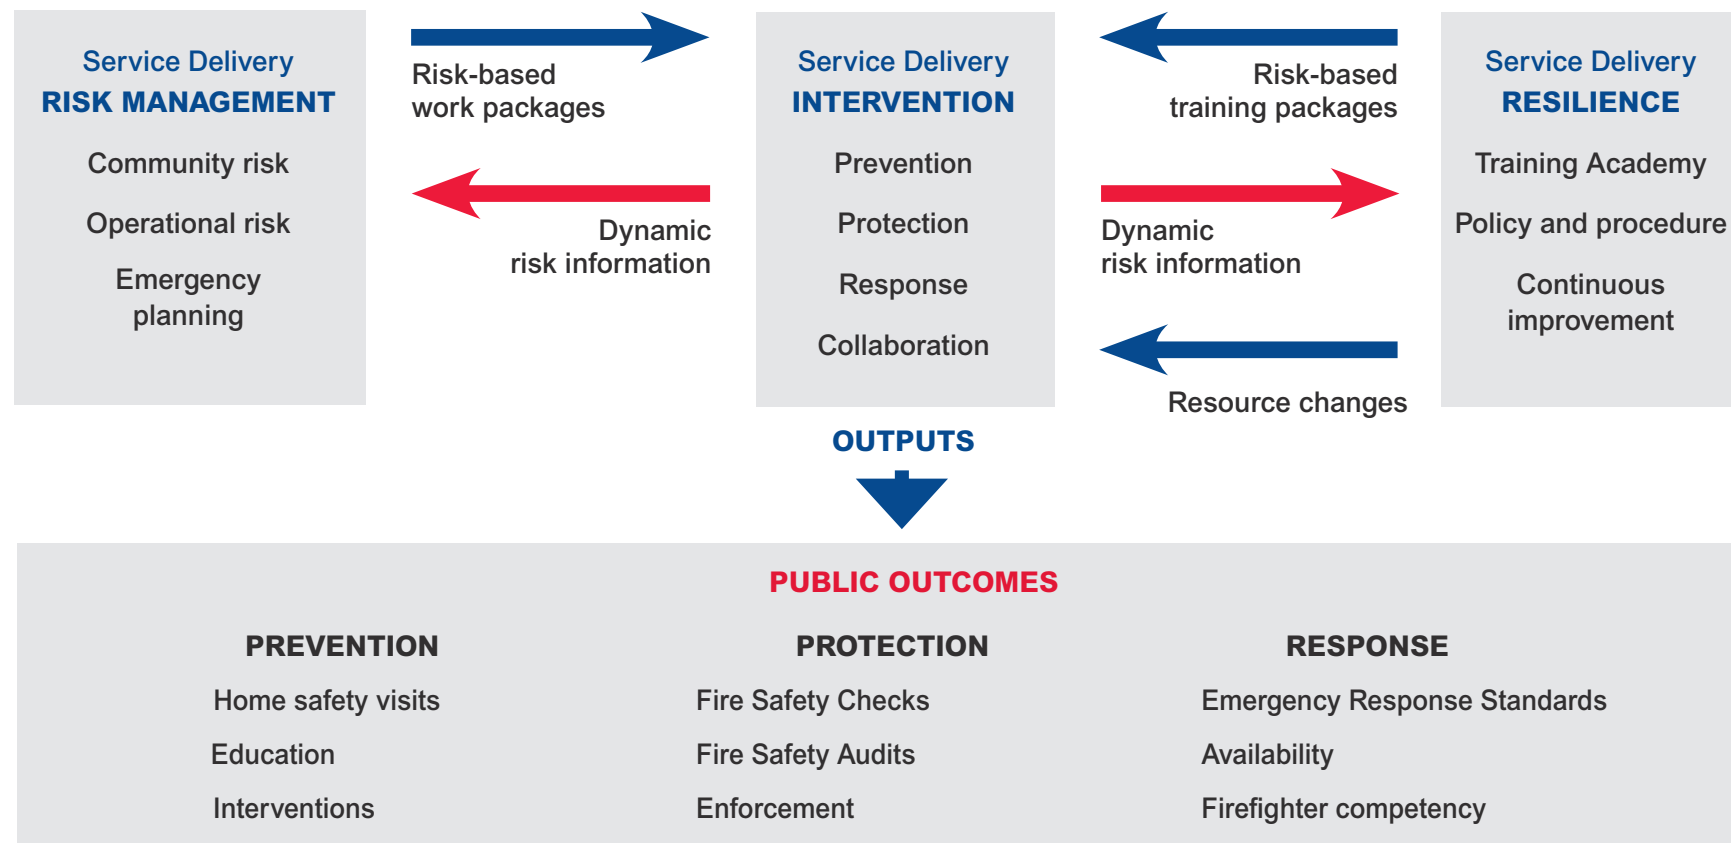 Service Delivery
RISK MANAGEMENT
Community risk
Operational risk
Emergency
planning
Risk-based
work packages
Dynamic
risk information
Service Delivery
INTERVENTION
Prevention
Protection
Response
Collaboration
Risk-based
training packages
Dynamic
risk information
Resource changes
Service Delivery
RESILIENCE
Training Academy
Policy and procedure
Continuous
improvement
OUTPUTS
PUBLIC OUTCOMES
PREVENTION
Home safety visits
Education
Interventions
PROTECTION
Fire Safety Checks
Fire Safety Audits
Enforcement
RESPONSE
Emergency Response Standards
Availability
Firefighter competency